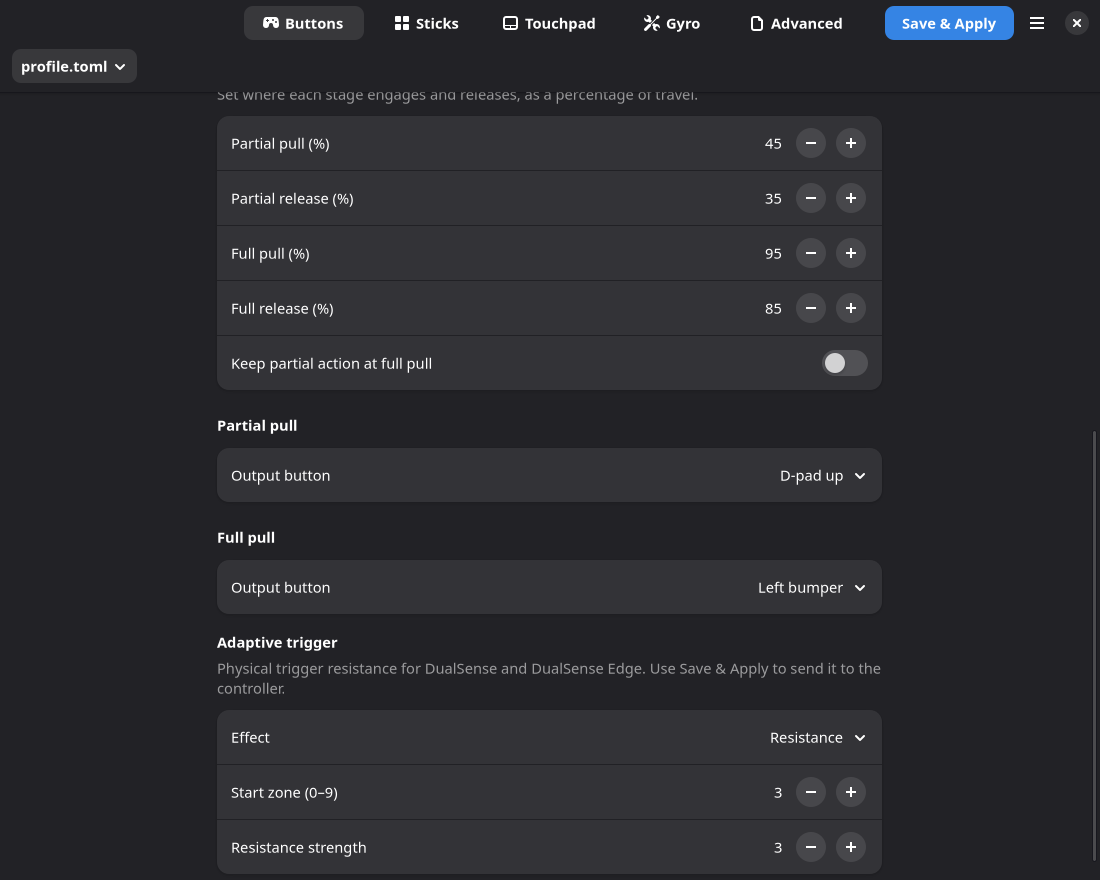 Buttons
Sticks
Touchpad
Gyro
Advanced
Save & Apply
profile.toml
Set where each stage engages and releases, as a percentage of travel.
Partial pull (%) 45
Partial release (%) 35
Full pull (%) 95
Full release (%) 85
Keep partial action at full pull
Partial pull
Output button D-pad up
Full pull
Output button Left bumper
Adaptive trigger
Physical trigger resistance for DualSense and DualSense Edge. Use Save & Apply to send it to the
controller.
Effect Resistance
Start zone (0–9) 3
Resistance strength 3